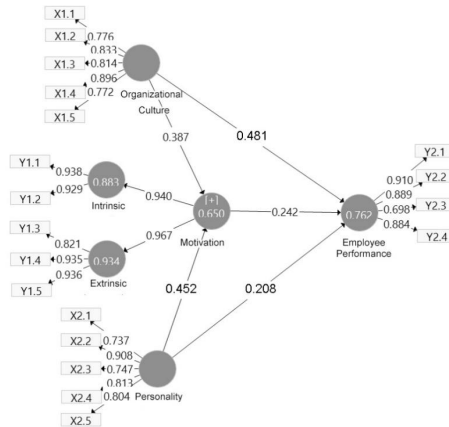 X1.1
X1.2
X1.3
X1.4
X1.5
0.776
0.833
0.814
0.896
0.772
Organizational
Culture
0.387
0.481
Y1.1
Y1.2
0.938
0.929
0.883
Intrinsic
0.940
[+]
0.650
Motivation
0.242
Y2.1
Y2.2
Y2.3
Y2.4
0.910
0.889
0.698
0.884
0.762
Employee
Performance
Y1.3
Y1.4
Y1.5
0.821
0.935
0.936
0.934
Extrinsic
0.967
0.452
0.208
X2.1
X2.2
X2.3
X2.4
X2.5
0.737
0.908
0.747
0.813
0.804
Personality